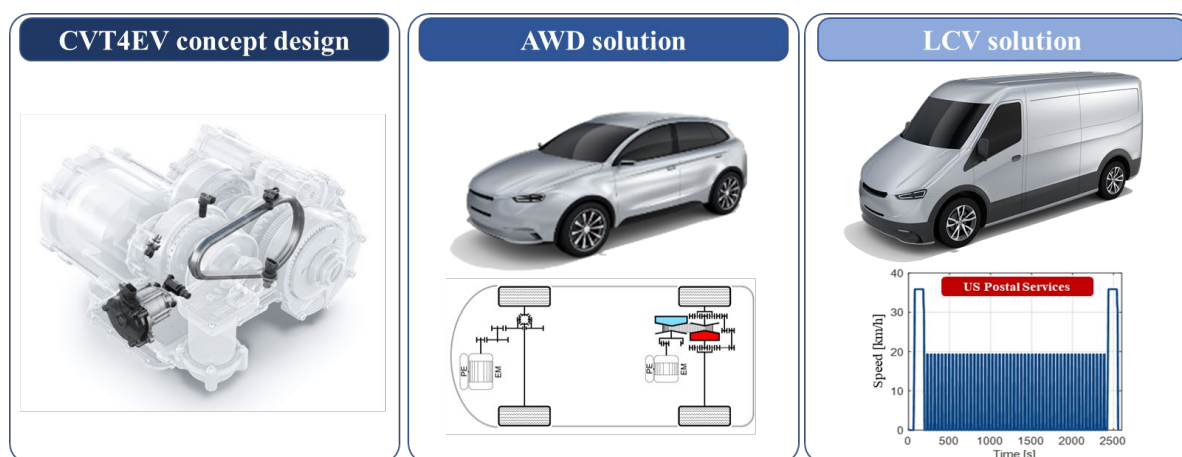 CVT4EV concept design
AWD solution
LCV solution
PE
EM
PE
EM
US Postal Services
Speed [km/h]
40
30
20
10
0
0
500
1000
1500
2000
2500
Time [s]